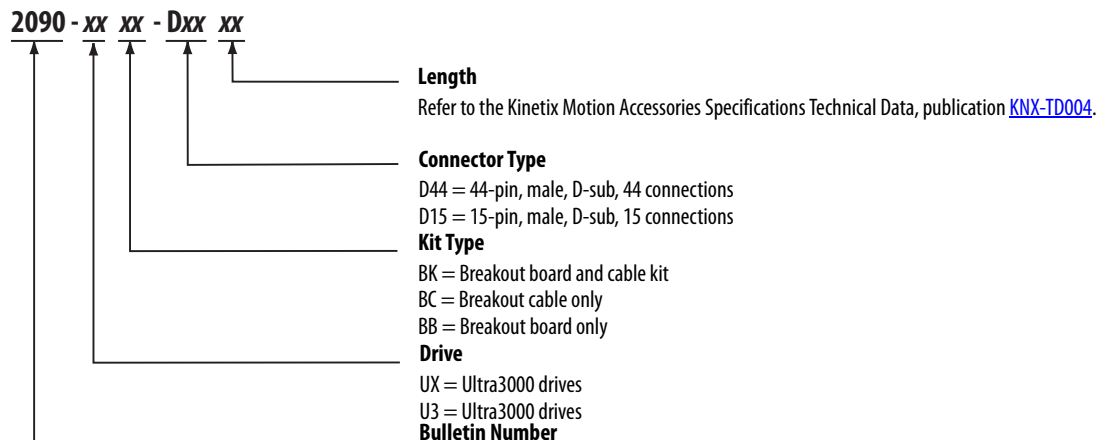 2090 - xx xx - Dxx xx
Length
Refer to the Kinetix Motion Accessories Specifications Technical Data, publication KNX-TD004.
Connector Type
D44 = 44-pin, male, D-sub, 44 connections
D15 = 15-pin, male, D-sub, 15 connections
Kit Type
BK = Breakout board and cable kit
BC = Breakout cable only
BB = Breakout board only
Drive
UX = Ultra3000 drives
U3 = Ultra3000 drives
Bulletin Number